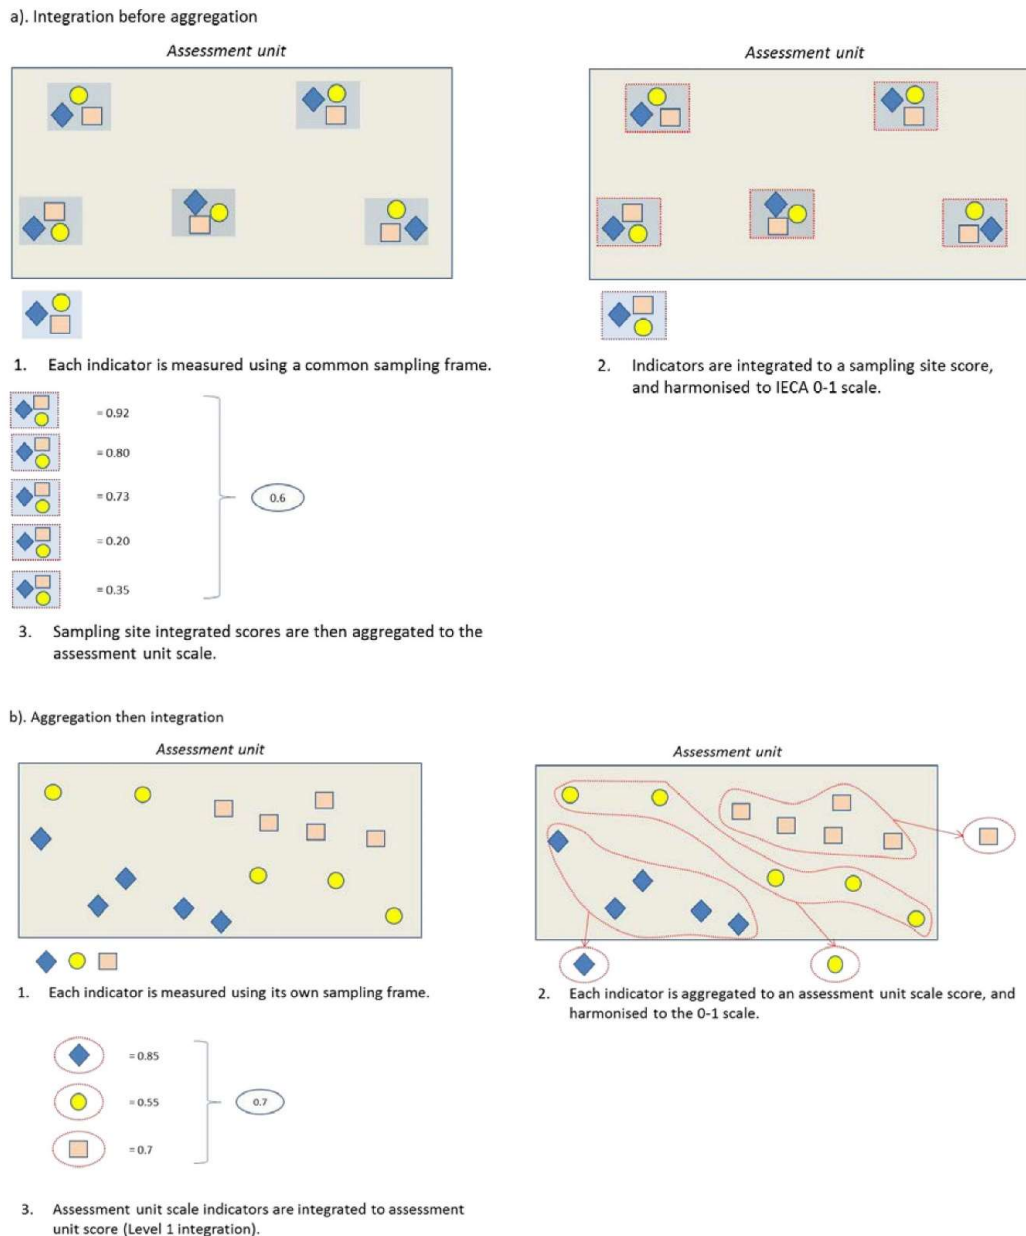 a). Integration before aggregation
Assessment unit
Assessment unit
1. Each indicator is measured using a common sampling frame.
2. Indicators are integrated to a sampling site score,
and harmonised to IECA 0-1 scale.
= 0.92
= 0.80
= 0.73
= 0.20
= 0.35
0.6
3. Sampling site integrated scores are then aggregated to the
assessment unit scale.
b). Aggregation then integration
Assessment unit
Assessment unit
1. Each indicator is measured using its own sampling frame.
2. Each indicator is aggregated to an assessment unit scale score, and
harmonised to the 0-1 scale.
= 0.85
= 0.55
= 0.7
0.7
3. Assessment unit scale indicators are integrated to assessment
unit score (Level 1 integration).